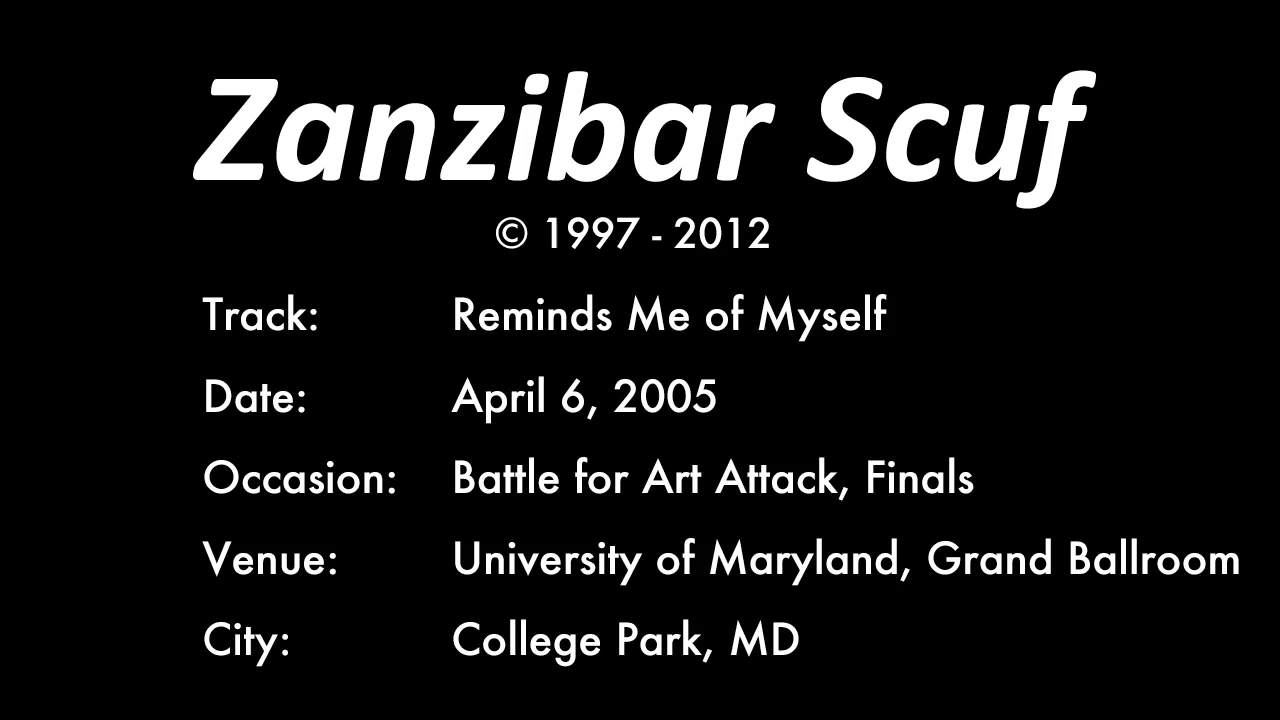 Zanzibar Scuf
© 1997 - 2012
Track: Reminds Me of Myself
Date: April 6, 2005
Occasion: Battle for Art Attack, Finals
Venue: University of Maryland, Grand Ballroom
City: College Park, MD